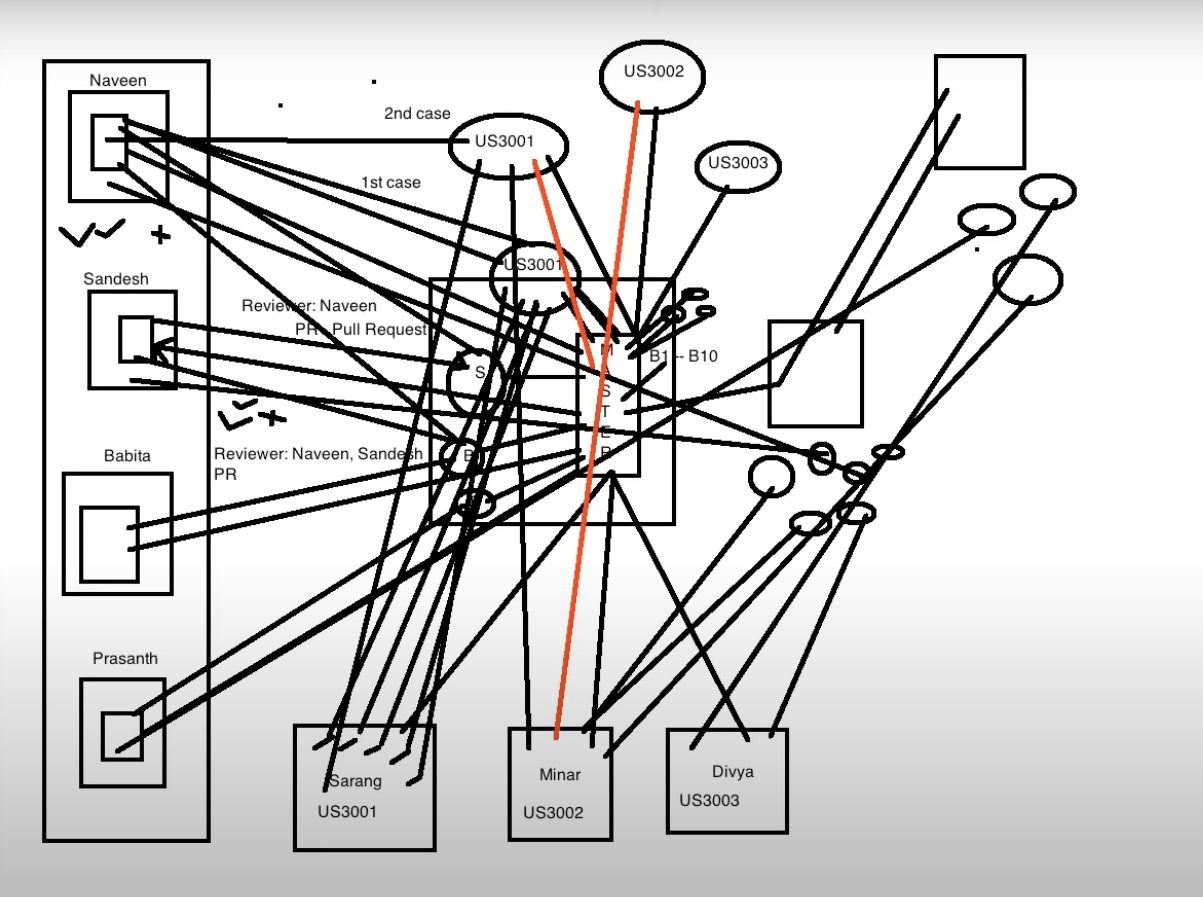 Naveen
2nd case
US3001
US3002
US3003
1st case
US3001
Sandesh
Reviewer: Naveen
PR - Pull Request
S
M
S
T
E
R
B1 -- B10
Babita
Reviewer: Naveen, Sandesh
PR
B
Prasanth
Sarang
US3001
Minar
US3002
Divya
US3003